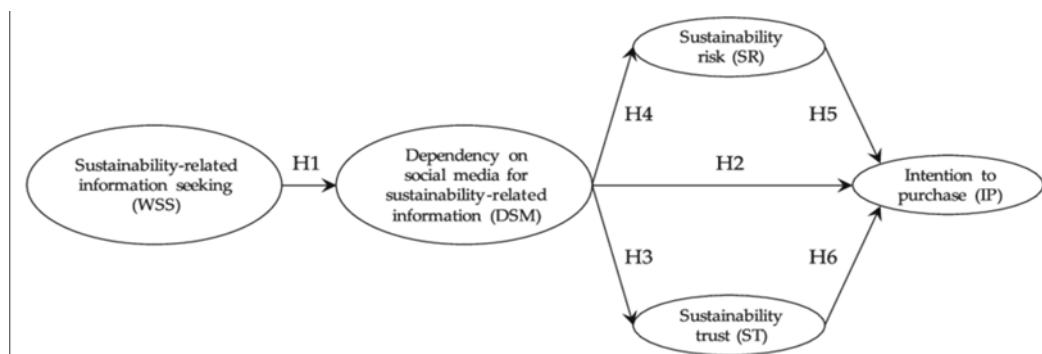 Sustainability
risk (SR)
H4
H5
Sustainability-related
information seeking
(WSS)
H1
Dependency on
social media for
sustainability-related
information (DSM)
H2
Intention to
purchase (IP)
H3
H6
Sustainability
trust (ST)